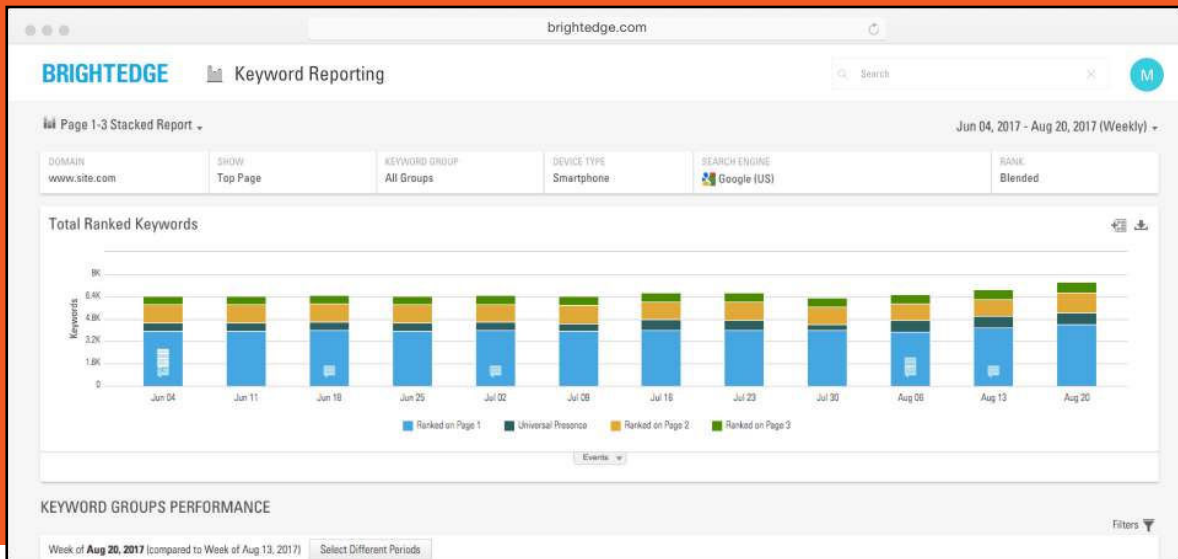 brightedge.com
BRIGHTEDGE Keyword Reporting Search M
Page 1-3 Stacked Report Jun 04, 2017 - Aug 20, 2017 (Weekly)
DOMAIN SHOW KEYWORD GROUP DEVICE TYPE SEARCH ENGINE RANK
www.site.com Top Page All Groups Smartphone Google (US) Blended
Total Ranked Keywords
8K
6.4K
4.8K
3.2K
1.6K
0
Keywords
Jun 04 Jun 11 Jun 18 Jun 25 Jul 02 Jul 09 Jul 16 Jul 23 Jul 30 Aug 06 Aug 13 Aug 20
Ranked on Page 1 Universal Presence Ranked on Page 2 Ranked on Page 3
Events
KEYWORD GROUPS PERFORMANCE
Filters
Week of Aug 20, 2017 (compared to Week of Aug 13, 2017) Select Different Periods